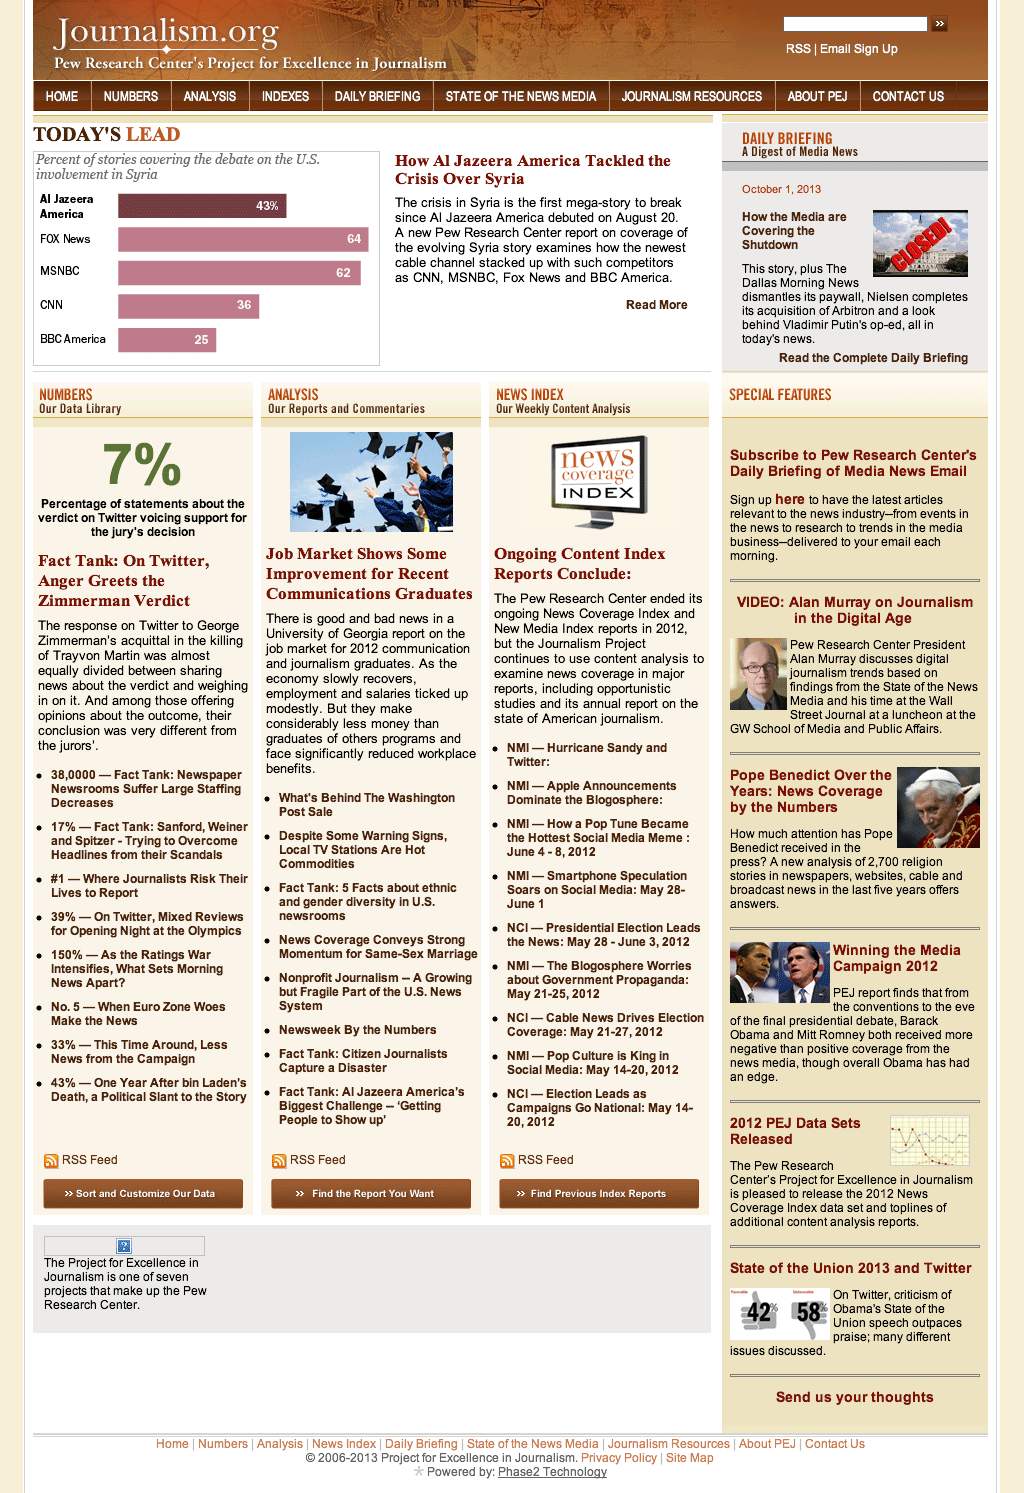 Journalism.org
Pew Research Center's Project for Excellence in Journalism
RSS | Email Sign Up
HOME
NUMBERS
ANALYSIS
INDEXES
DAILY BRIEFING
STATE OF THE NEWS MEDIA
JOURNALISM RESOURCES
ABOUT PEJ
CONTACT US
TODAY'S LEAD
Percent of stories covering the debate on the U.S.
involvement in Syria
Al Jazeera
America
43%
FOX News
64
MSNBC
62
CNN
36
BBC America
25
How Al Jazeera America Tackled the
Crisis Over Syria
The crisis in Syria is the first mega-story to break
since Al Jazeera America debuted on August 20.
A new Pew Research Center report on coverage of
the evolving Syria story examines how the newest
cable channel stacked up with such competitors
as CNN, MSNBC, Fox News and BBC America.
Read More
DAILY BRIEFING
A Digest of Media News
October 1, 2013
How the Media are
Covering the
Shutdown
CLOSED!
This story, plus The
Dallas Morning News
dismantles its paywall, Nielsen completes
its acquisition of Arbitron and a look
behind Vladimir Putin's op-ed, all in
today's news.
Read the Complete Daily Briefing
NUMBERS
Our Data Library
7%
Percentage of statements about the
verdict on Twitter voicing support for
the jury's decision
Fact Tank: On Twitter,
Anger Greets the
Zimmerman Verdict
The response on Twitter to George
Zimmerman's acquittal in the killing
of Trayvon Martin was almost
equally divided between sharing
news about the verdict and weighing
in on it. And among those offering
opinions about the outcome, their
conclusion was very different from
the jurors'.
38,0000 — Fact Tank: Newspaper
Newsrooms Suffer Large Staffing
Decreases
17% — Fact Tank: Sanford, Weiner
and Spitzer - Trying to Overcome
Headlines from their Scandals
#1 — Where Journalists Risk Their
Lives to Report
39% — On Twitter, Mixed Reviews
for Opening Night at the Olympics
150% — As the Ratings War
Intensifies, What Sets Morning
News Apart?
No. 5 — When Euro Zone Woes
Make the News
33% — This Time Around, Less
News from the Campaign
43% — One Year After bin Laden's
Death, a Political Slant to the Story
RSS Feed
Sort and Customize Our Data
ANALYSIS
Our Reports and Commentaries
Job Market Shows Some
Improvement for Recent
Communications Graduates
There is good and bad news in a
University of Georgia report on the
job market for 2012 communication
and journalism graduates. As the
economy slowly recovers,
employment and salaries ticked up
modestly. But they make
considerably less money than
graduates of others programs and
face significantly reduced workplace
benefits.
What's Behind The Washington
Post Sale
Despite Some Warning Signs,
Local TV Stations Are Hot
Commodities
Fact Tank: 5 Facts about ethnic
and gender diversity in U.S.
newsrooms
News Coverage Conveys Strong
Momentum for Same-Sex Marriage
Nonprofit Journalism -- A Growing
but Fragile Part of the U.S. News
System
Newsweek By the Numbers
Fact Tank: Citizen Journalists
Capture a Disaster
Fact Tank: Al Jazeera America's
Biggest Challenge -- 'Getting
People to Show up'
RSS Feed
Find the Report You Want
NEWS INDEX
Our Weekly Content Analysis
news
coverage
INDEX
Ongoing Content Index
Reports Conclude:
The Pew Research Center ended its
ongoing News Coverage Index and
New Media Index reports in 2012,
but the Journalism Project
continues to use content analysis to
examine news coverage in major
reports, including opportunistic
studies and its annual report on the
state of American journalism.
NMI — Hurricane Sandy and
Twitter:
NMI — Apple Announcements
Dominate the Blogosphere:
NMI — How a Pop Tune Became
the Hottest Social Media Meme :
June 4 - 8, 2012
NMI — Smartphone Speculation
Soars on Social Media: May 28-
June 1
NCI — Presidential Election Leads
the News: May 28 - June 3, 2012
NMI — The Blogosphere Worries
about Government Propaganda:
May 21-25, 2012
NCI — Cable News Drives Election
Coverage: May 21-27, 2012
NMI — Pop Culture is King in
Social Media: May 14-20, 2012
NCI — Election Leads as
Campaigns Go National: May 14-
20, 2012
RSS Feed
Find Previous Index Reports
SPECIAL FEATURES
Subscribe to Pew Research Center's
Daily Briefing of Media News Email
Sign up here to have the latest articles
relevant to the news industry--from events in
the news to research to trends in the media
business--delivered to your email each
morning.
VIDEO: Alan Murray on Journalism
in the Digital Age
Pew Research Center President
Alan Murray discusses digital
journalism trends based on
findings from the State of the News
Media and his time at the Wall
Street Journal at a luncheon at the
GW School of Media and Public Affairs.
Pope Benedict Over the
Years: News Coverage
by the Numbers
How much attention has Pope
Benedict received in the
press? A new analysis of 2,700 religion
stories in newspapers, websites, cable and
broadcast news in the last five years offers
answers.
Winning the Media
Campaign 2012
PEJ report finds that from
the conventions to the eve
of the final presidential debate, Barack
Obama and Mitt Romney both received more
negative than positive coverage from the
news media, though overall Obama has had
an edge.
2012 PEJ Data Sets
Released
The Pew Research
Center's Project for Excellence in Journalism
is pleased to release the 2012 News
Coverage Index data set and toplines of
additional content analysis reports.
State of the Union 2013 and Twitter
42%
58%
On Twitter, criticism of
Obama's State of the
Union speech outpaces
praise; many different
issues discussed.
Send us your thoughts
The Project for Excellence in
Journalism is one of seven
projects that make up the Pew
Research Center.
Home | Numbers | Analysis | News Index | Daily Briefing | State of the News Media | Journalism Resources | About PEJ | Contact Us
© 2006-2013 Project for Excellence in Journalism. Privacy Policy | Site Map
Powered by: Phase2 Technology